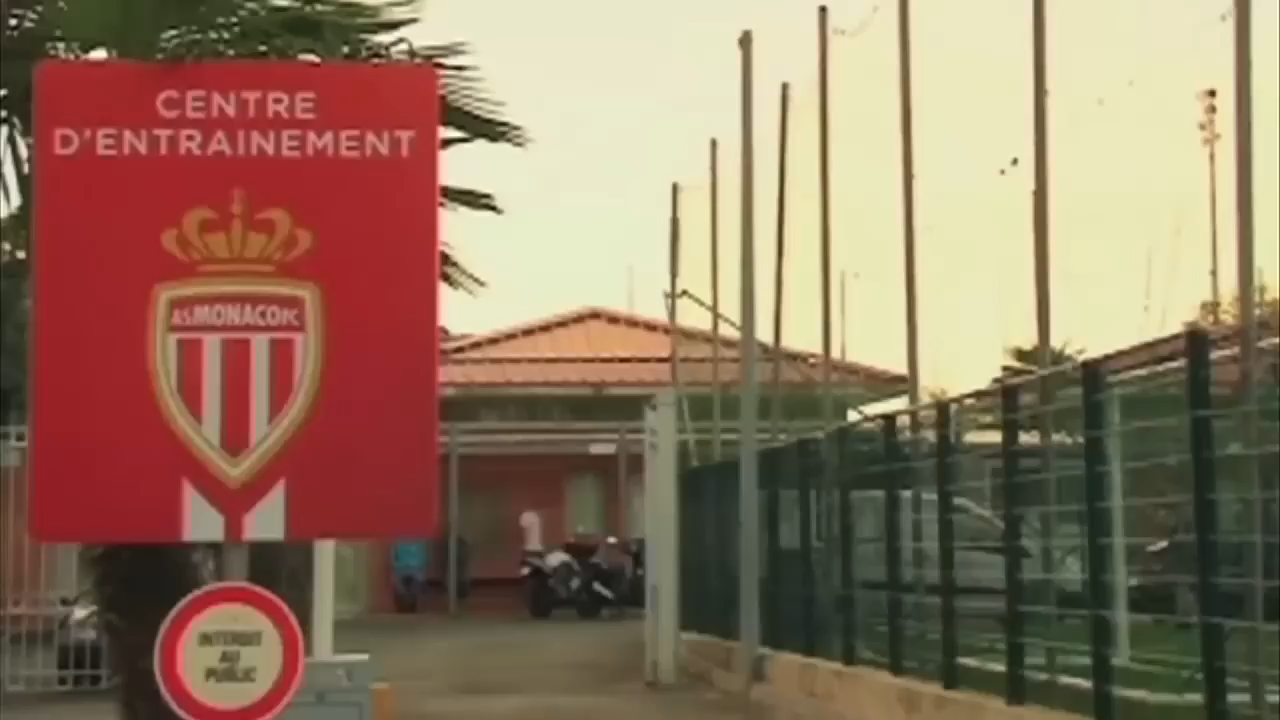 CENTRE
D'ENTRAINEMENT
ASMONACOFC
INTERDIT
AU
PUBLIC